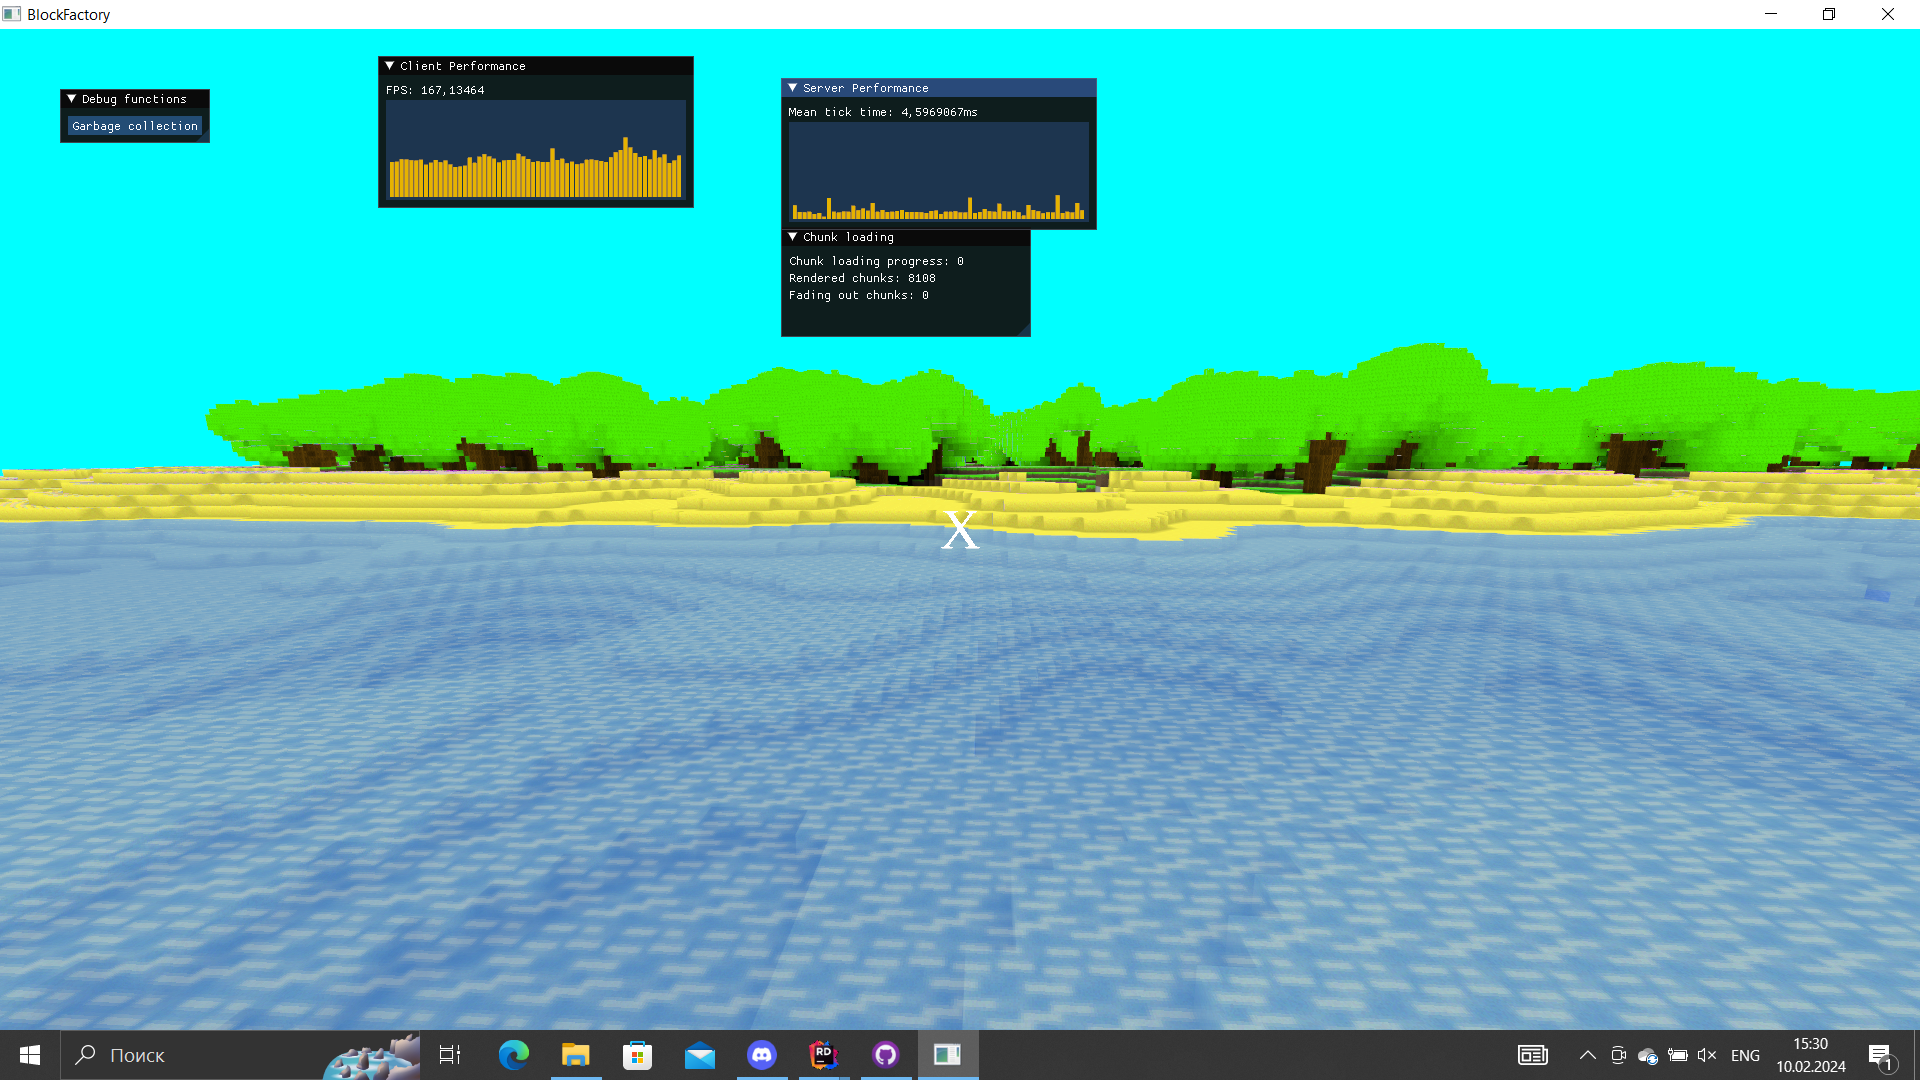 BlockFactory
Client Performance
FPS: 167,13464
Server Performance
Mean tick time: 4,5969067ms
Debug functions
Garbage collection
Chunk loading
Chunk loading progress: 0
Rendered chunks: 8108
Fading out chunks: 0
X
Поиск
RD
ENG
15:30
10.02.2024
1